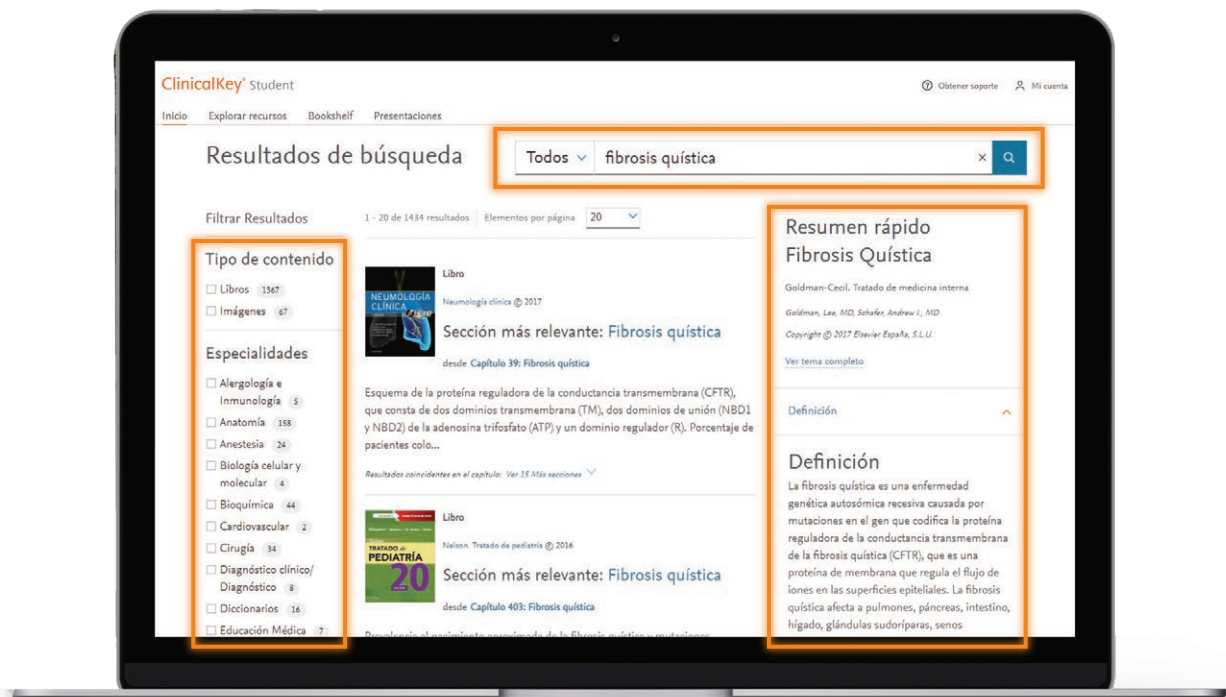 ClinicalKey® Student
Obtener soporte
Mi cuenta
Inicio
Explorar recursos
Bookshelf
Presentaciones
Resultados de búsqueda
Todos
fibrosis quística
Filtrar Resultados
Tipo de contenido
Libros 1367
Imágenes 67
Especialidades
Alergología e
Inmunología 5
Anatomía 158
Anestesia 24
Biología celular y
molecular 4
Bioquímica 44
Cardiovascular 2
Cirugía 34
Diagnóstico clínico/
Diagnóstico 8
Diccionarios 16
Educación Médica 7
1 - 20 de 1434 resultados
Elementos por página 20
NEUMOLOGÍA
CLÍNICA
Libro
Neumología clínica © 2017
Sección más relevante: Fibrosis quística
desde Capítulo 39: Fibrosis quística
Esquema de la proteína reguladora de la conductancia transmembrana (CFTR),
que consta de dos dominios transmembrana (TM), dos dominios de unión (NBD1
y NBD2) de la adenosina trifosfato (ATP) y un dominio regulador (R). Porcentaje de
pacientes colo...
Resultados coincidentes en el capítulo: Ver 15 Más secciones
TRATADO de
PEDIATRÍA
20
Libro
Nelson. Tratado de pediatría © 2016
Sección más relevante: Fibrosis quística
desde Capítulo 403: Fibrosis quística
Prevalencia al nacimiento aproximada de la fibrosis quística y mutaciones
Resumen rápido
Fibrosis Quística
Goldman-Cecil. Tratado de medicina interna
Goldman, Lee, MD, Schafer, Andrew I., MD
Copyright © 2017 Elsevier España, S.L.U.
Ver tema completo
Definición
Definición
La fibrosis quística es una enfermedad
genética autosómica recesiva causada por
mutaciones en el gen que codifica la proteína
reguladora de la conductancia transmembrana
de la fibrosis quística (CFTR), que es una
proteína de membrana que regula el flujo de
iones en las superficies epiteliales. La fibrosis
quística afecta a pulmones, páncreas, intestino,
hígado, glándulas sudoríparas, senos